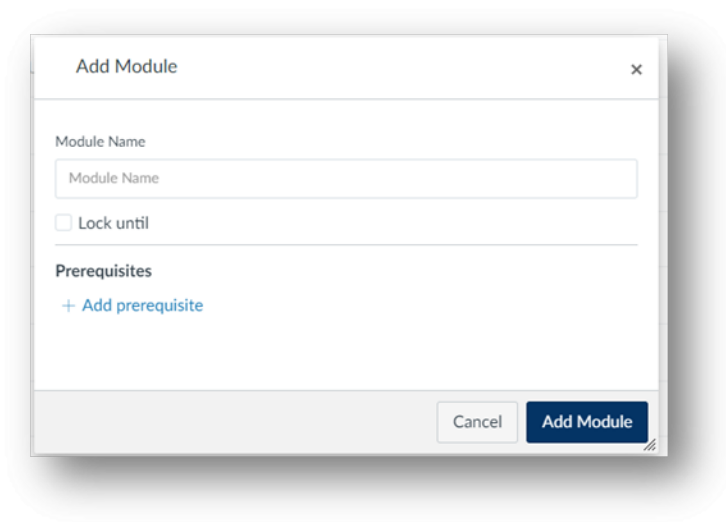 Add Module
×
Module Name
Module Name
Lock until
Prerequisites
+ Add prerequisite
Cancel
Add Module